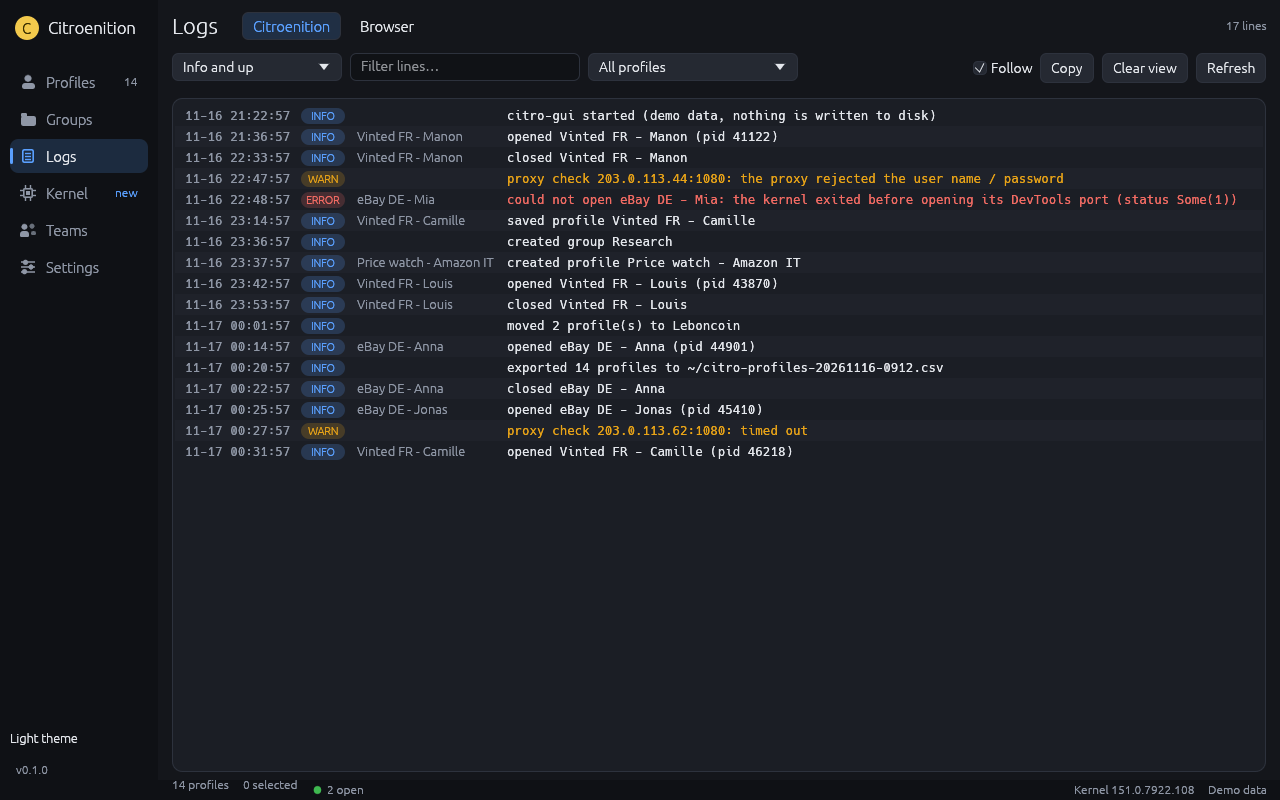 C Citroenition
Profiles 14
Groups
Logs
Kernel new
Teams
Settings
Light theme
v0.1.0
Logs Citroenition Browser 17 lines
Info and up Filter lines... All profiles Follow Copy Clear view Refresh
11-16 21:22:57 INFO citro-gui started (demo data, nothing is written to disk)
11-16 21:36:57 INFO Vinted FR - Manon opened Vinted FR - Manon (pid 41122)
11-16 22:33:57 INFO Vinted FR - Manon closed Vinted FR - Manon
11-16 22:47:57 WARN proxy check 203.0.113.44:1080: the proxy rejected the user name / password
11-16 22:48:57 ERROR eBay DE - Mia could not open eBay DE - Mia: the kernel exited before opening its DevTools port (status Some(1))
11-16 23:14:57 INFO Vinted FR - Camille saved profile Vinted FR - Camille
11-16 23:36:57 INFO created group Research
11-16 23:37:57 INFO Price watch - Amazon IT created profile Price watch - Amazon IT
11-16 23:42:57 INFO Vinted FR - Louis opened Vinted FR - Louis (pid 43870)
11-16 23:53:57 INFO Vinted FR - Louis closed Vinted FR - Louis
11-17 00:01:57 INFO moved 2 profile(s) to Leboncoin
11-17 00:14:57 INFO eBay DE - Anna opened eBay DE - Anna (pid 44901)
11-17 00:20:57 INFO exported 14 profiles to ~/citro-profiles-20261116-0912.csv
11-17 00:22:57 INFO eBay DE - Anna closed eBay DE - Anna
11-17 00:25:57 INFO eBay DE - Jonas opened eBay DE - Jonas (pid 45410)
11-17 00:27:57 WARN proxy check 203.0.113.62:1080: timed out
11-17 00:31:57 INFO Vinted FR - Camille opened Vinted FR - Camille (pid 46218)
14 profiles 0 selected 2 open Kernel 151.0.7922.108 Demo data